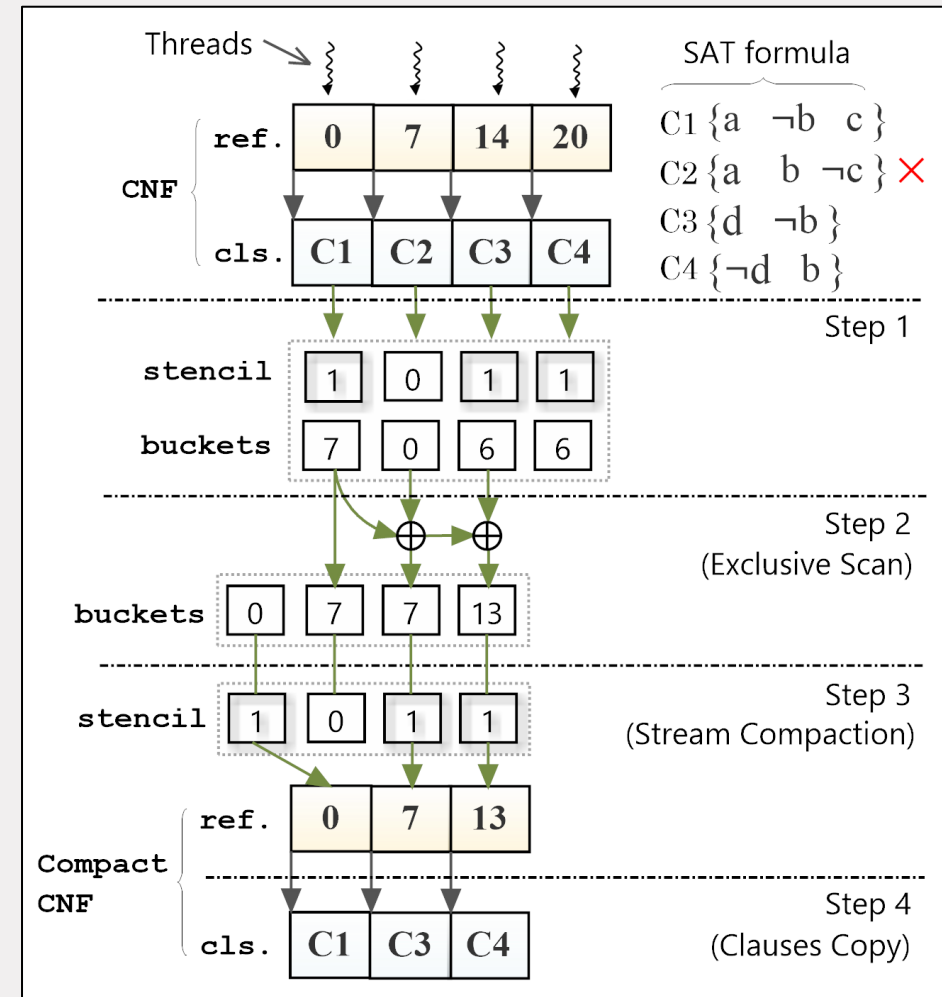 Threads
SAT formula
ref. 0 7 14 20
CNF
cls. C1 C2 C3 C4
C1 {a ¬b c}
C2 {a b ¬c} ×
C3 {d ¬b}
C4 {¬d b}
Step 1
stencil 1 0 1 1
buckets 7 0 6 6
Step 2
(Exclusive Scan)
buckets 0 7 7 13
Step 3
(Stream Compaction)
stencil 1 0 1 1
ref. 0 7 13
Compact
CNF
Step 4
(Clauses Copy)
cls. C1 C3 C4